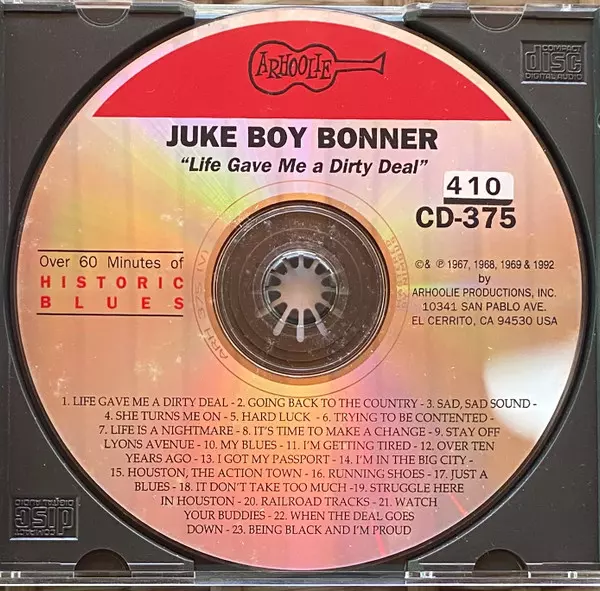 ARHOOLIE
COMPACT
disc
DIGITAL AUDIO
JUKE BOY BONNER
"Life Gave Me a Dirty Deal"
410
CD-375
Over 60 Minutes of
HISTORIC
BLUES
©& ℗ 1967, 1968, 1969 & 1992
by
ARHOOLIE PRODUCTIONS, INC.
10341 SAN PABLO AVE.
EL CERRITO, CA 94530 USA
1. LIFE GAVE ME A DIRTY DEAL - 2. GOING BACK TO THE COUNTRY - 3. SAD, SAD SOUND -
4. SHE TURNS ME ON - 5. HARD LUCK - 6. TRYING TO BE CONTENTED -
7. LIFE IS A NIGHTMARE - 8. IT'S TIME TO MAKE A CHANGE - 9. STAY OFF
LYONS AVENUE - 10. MY BLUES - 11. I'M GETTING TIRED - 12. OVER TEN
YEARS AGO - 13. I GOT MY PASSPORT - 14. I'M IN THE BIG CITY -
15. HOUSTON, THE ACTION TOWN - 16. RUNNING SHOES - 17. JUST A
BLUES - 18. IT DON'T TAKE TOO MUCH -19. STRUGGLE HERE
IN HOUSTON - 20. RAILROAD TRACKS - 21. WATCH
YOUR BUDDIES - 22. WHEN THE DEAL GOES
DOWN - 23. BEING BLACK AND I'M PROUD
COMPACT
disc
DIGITAL AUDIO